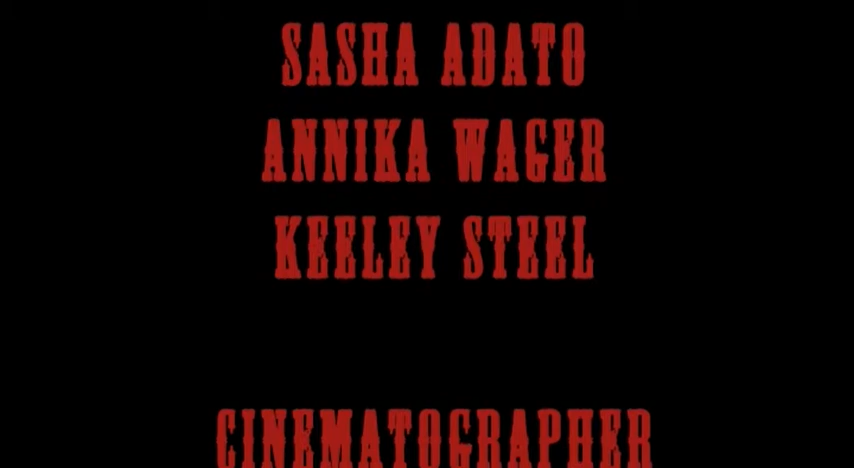 SASHA ADATO
ANNIKA WAGER
KEELEY STEEL
CINEMATOGRAPHER